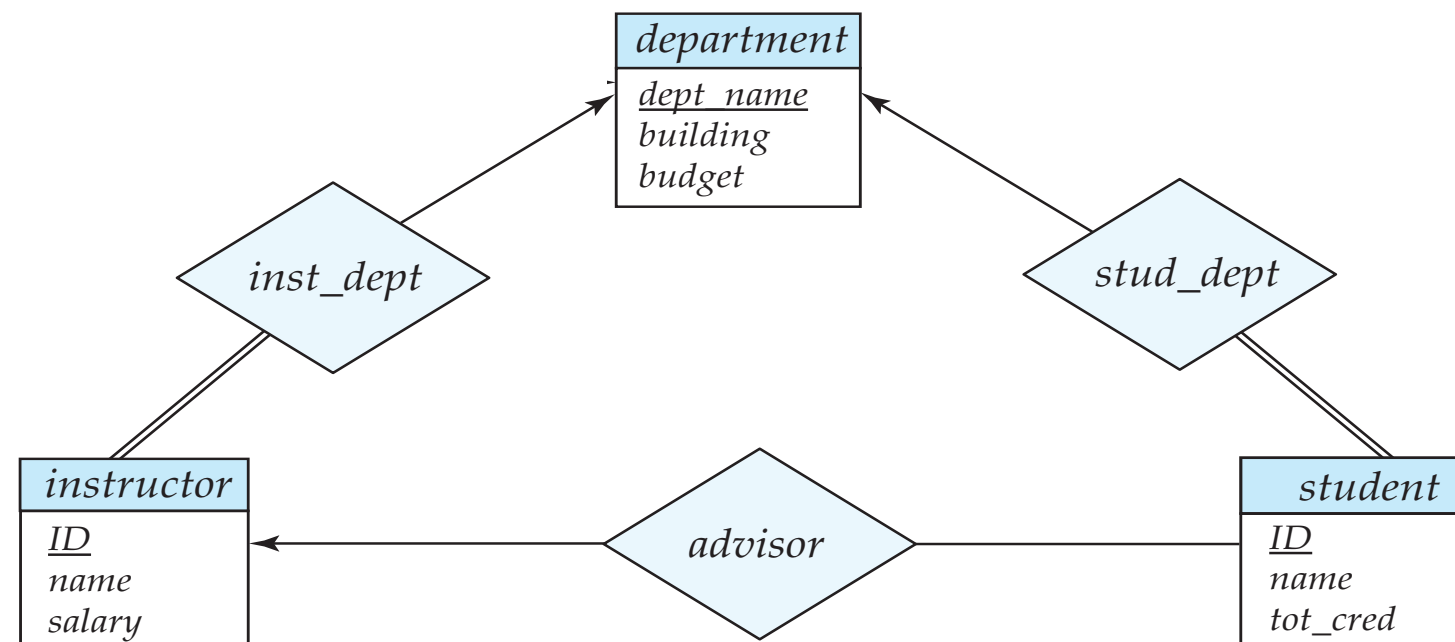 department
dept_name
building
budget
inst_dept
stud_dept
instructor
ID
name
salary
advisor
student
ID
name
tot_cred